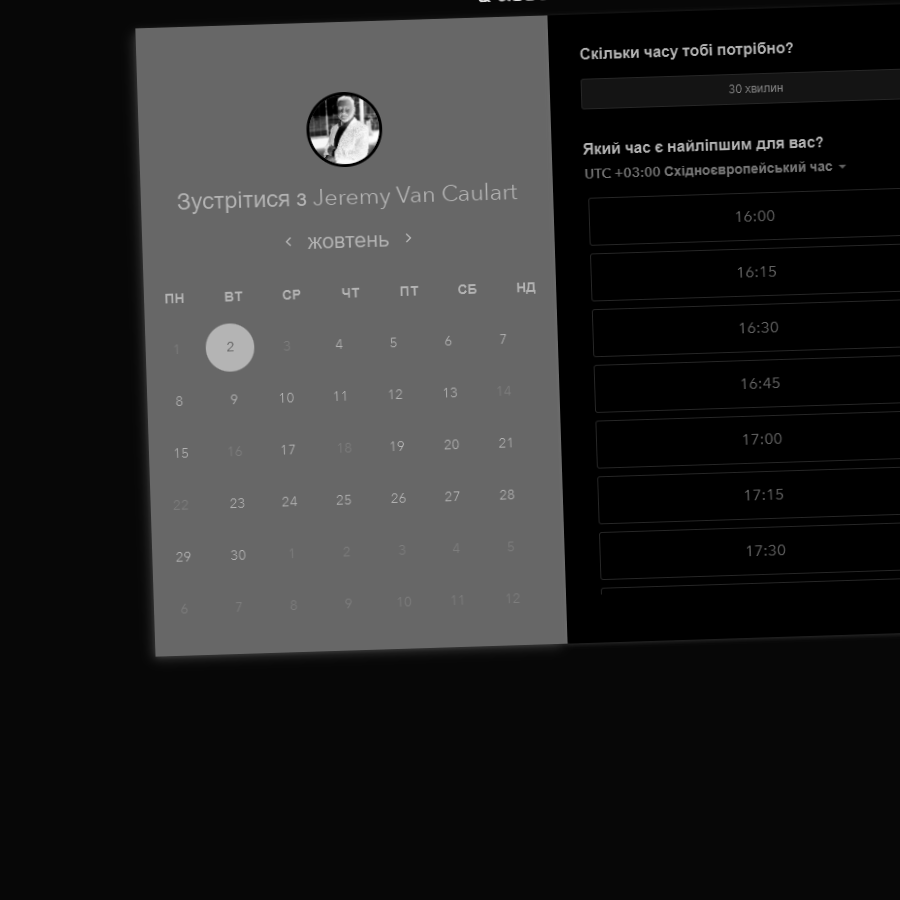 Зустрітися з Jeremy Van Caulart
‹ жовтень ›
ПН ВТ СР ЧТ ПТ СБ НД
1 2 3 4 5 6 7
8 9 10 11 12 13 14
15 16 17 18 19 20 21
22 23 24 25 26 27 28
29 30 1 2 3 4 5
6 7 8 9 10 11 12
Скільки часу тобі потрібно?
30 хвилин
Який час є найліпшим для вас?
UTC +03:00 Східноєвропейський час
16:00
16:15
16:30
16:45
17:00
17:15
17:30